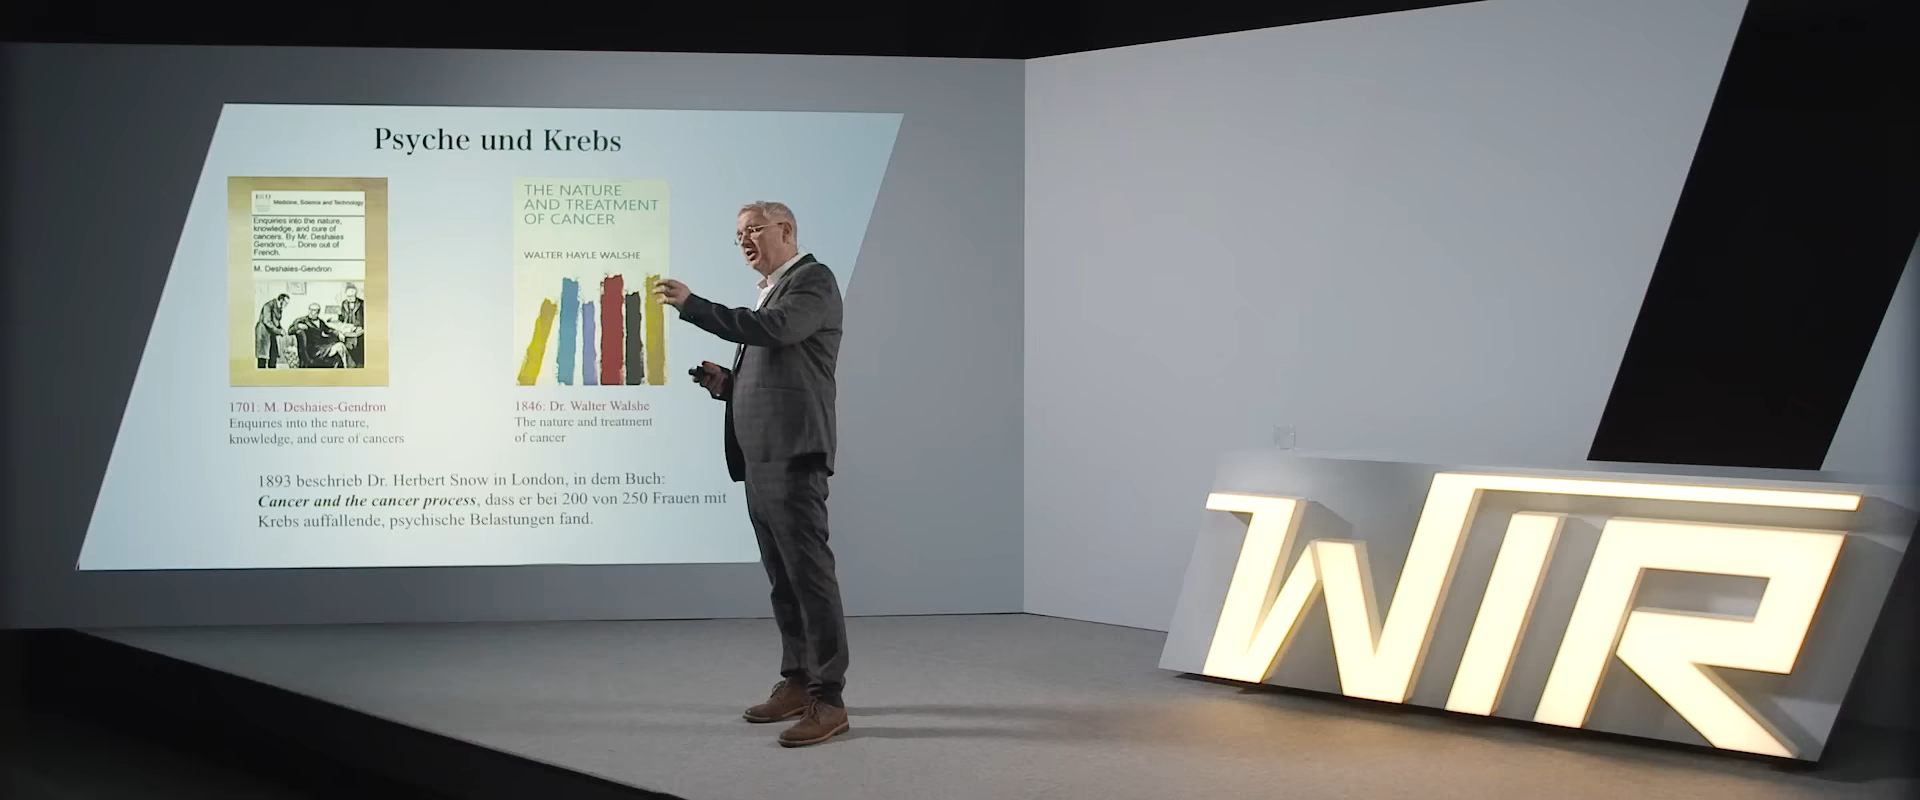 Psyche und Krebs
Medicine, Science and Technology
Enquiries into the nature,
knowledge, and cure of
cancers. By Mr. Deshaies
Gendron, ... Done out of
French.
M. Deshaies-Gendron
THE NATURE
AND TREATMENT
OF CANCER
WALTER HAYLE WALSHE
1701: M. Deshaies-Gendron
Enquiries into the nature,
knowledge, and cure of cancers
1846: Dr. Walter Walshe
The nature and treatment
of cancer
1893 beschrieb Dr. Herbert Snow in London, in dem Buch:
Cancer and the cancer process, dass er bei 200 von 250 Frauen mit
Krebs auffallende, psychische Belastungen fand.
WIR